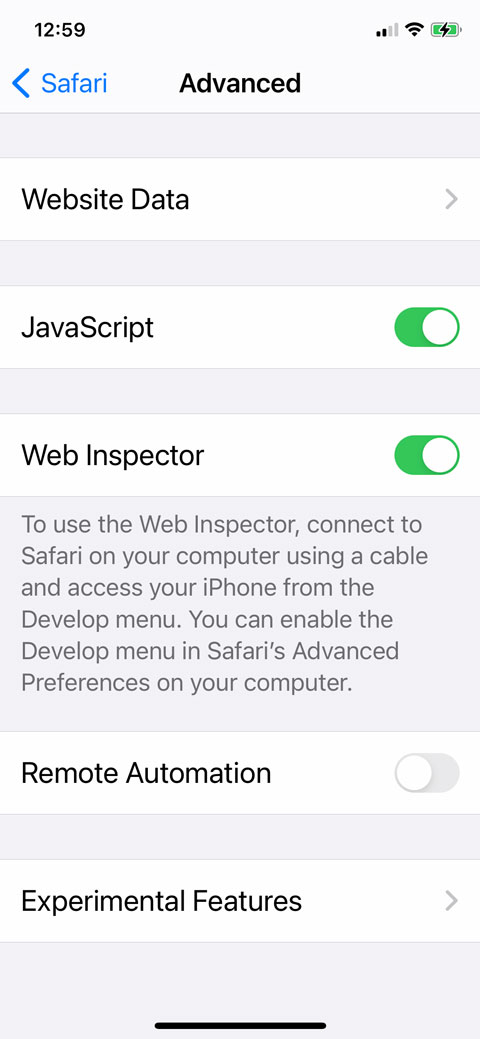 12:59
Safari
Advanced
Website Data
JavaScript
Web Inspector
To use the Web Inspector, connect to
Safari on your computer using a cable
and access your iPhone from the
Develop menu. You can enable the
Develop menu in Safari’s Advanced
Preferences on your computer.
Remote Automation
Experimental Features